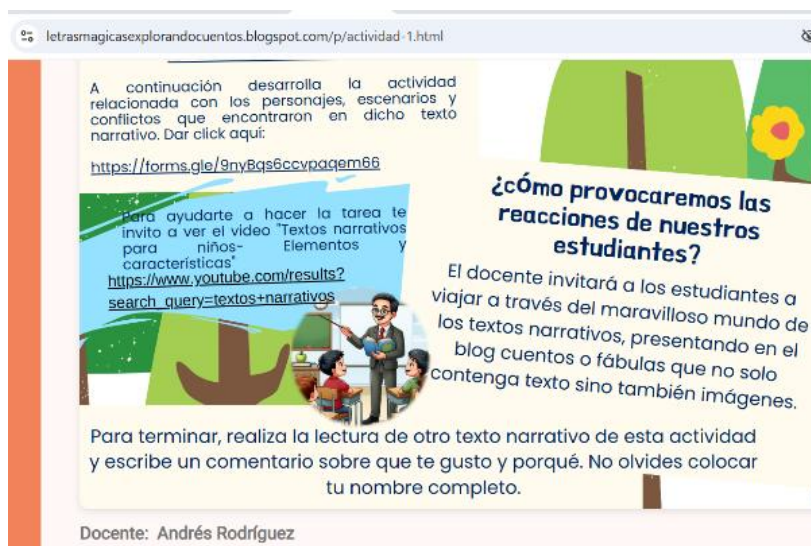 letrasmagicasexplorandocuentos.blogspot.com/p/actividad-1.html
A continuación desarrolla la actividad
relacionada con los personajes, escenarios y
conflictos que encontraron en dicho texto
narrativo. Dar click aquí:
https://forms.gle/9nyBqs6ccvpaqem66
Para ayudarte a hacer la tarea te
invito a ver el video "Textos narrativos
para niños- Elementos y
características"
https://www.youtube.com/results?
search_query=textos+narrativos
¿cómo provocaremos las
reacciones de nuestros
estudiantes?
El docente invitará a los estudiantes a
viajar a través del maravilloso mundo de
los textos narrativos, presentando en el
blog cuentos o fábulas que no solo
contenga texto sino también imágenes.
Para terminar, realiza la lectura de otro texto narrativo de esta actividad
y escribe un comentario sobre que te gusto y porqué. No olvides colocar
tu nombre completo.
Docente: Andrés Rodríguez